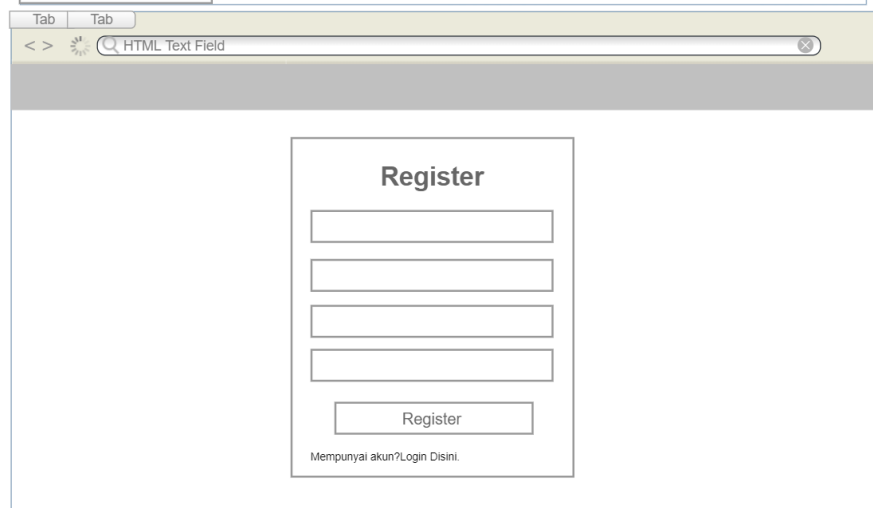 Tab Tab
< > HTML Text Field
Register
Register
Mempunyai akun?Login Disini.